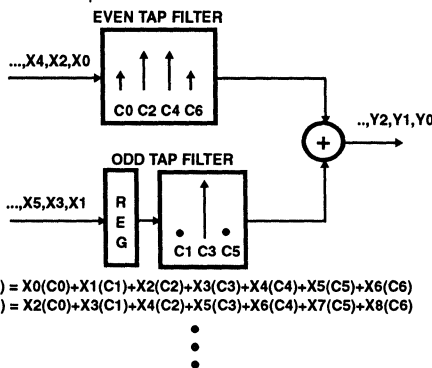 EVEN TAP FILTER
...,X4,X2,X0
C0 C2 C4 C6
..,Y2,Y1,Y0
+
ODD TAP FILTER
...,X5,X3,X1
R
E
G
C1 C3 C5
) = X0(C0)+X1(C1)+X2(C2)+X3(C3)+X4(C4)+X5(C5)+X6(C6)
) = X2(C0)+X3(C1)+X4(C2)+X5(C3)+X6(C4)+X7(C5)+X8(C6)